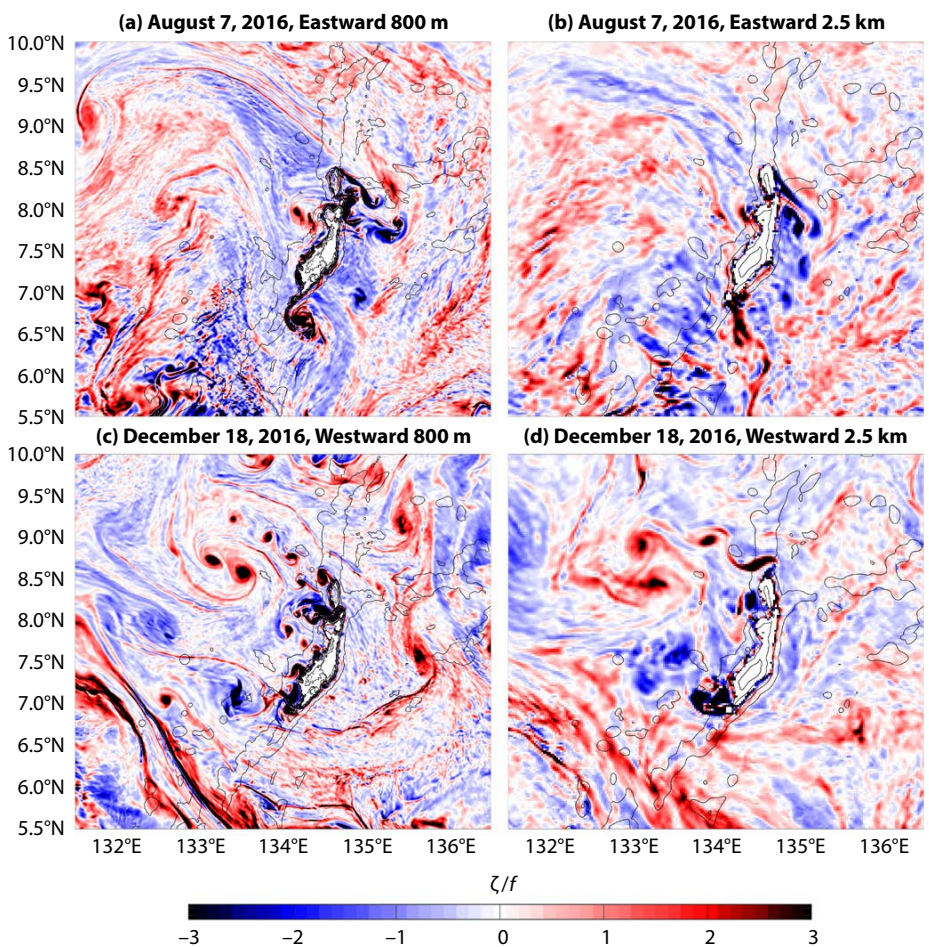 (a) August 7, 2016, Eastward 800 m
(b) August 7, 2016, Eastward 2.5 km
10.0°N
9.5°N
9.0°N
8.5°N
8.0°N
7.5°N
7.0°N
6.5°N
6.0°N
5.5°N
(c) December 18, 2016, Westward 800 m
(d) December 18, 2016, Westward 2.5 km
10.0°N
9.5°N
9.0°N
8.5°N
8.0°N
7.5°N
7.0°N
6.5°N
6.0°N
5.5°N
132°E 133°E 134°E 135°E 136°E
132°E 133°E 134°E 135°E 136°E
ζ/f
−3 −2 −1 0 1 2 3